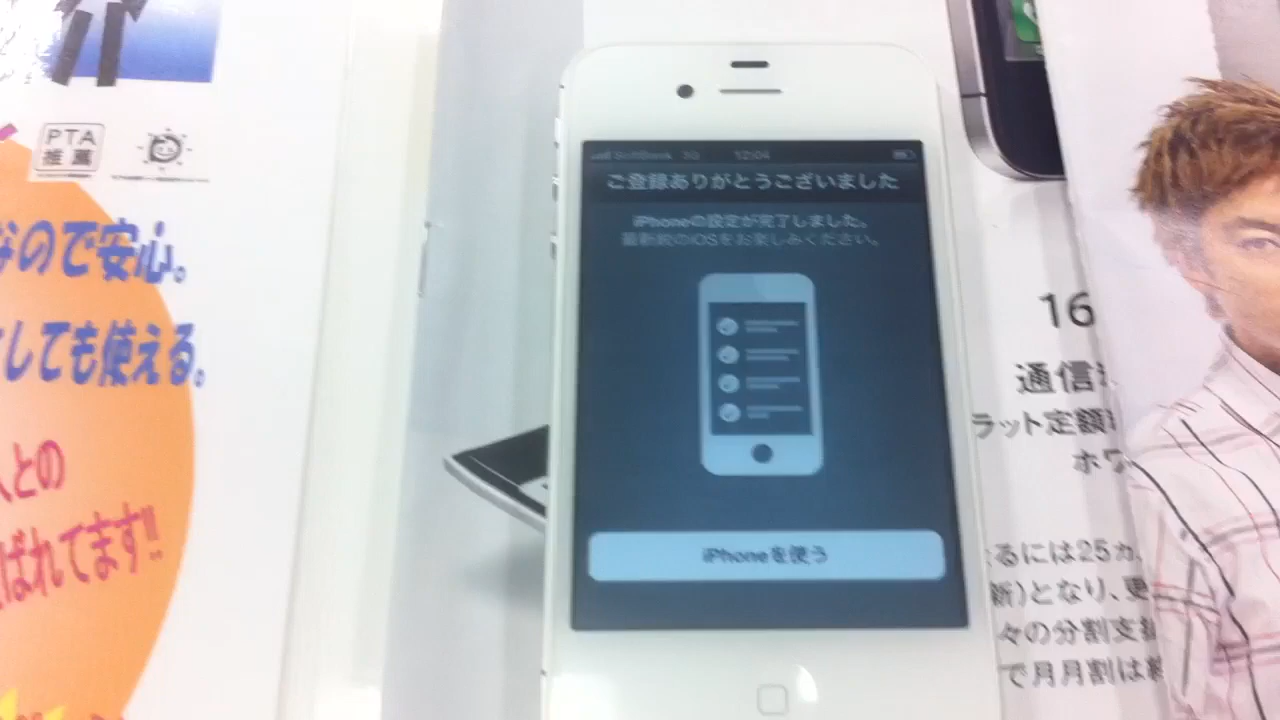 PTA
推薦
なので安心。
しても使える。
人との
ばれてます!!
SoftBank 3G 12:04
ご登録ありがとうございました
iPhoneの設定が完了しました。
最新の iOSをお楽しみください。
iPhoneを使う
16
通信
ラット定額
ホワ
るには25カ
新)となり、更
々の分割支払
で月月割は